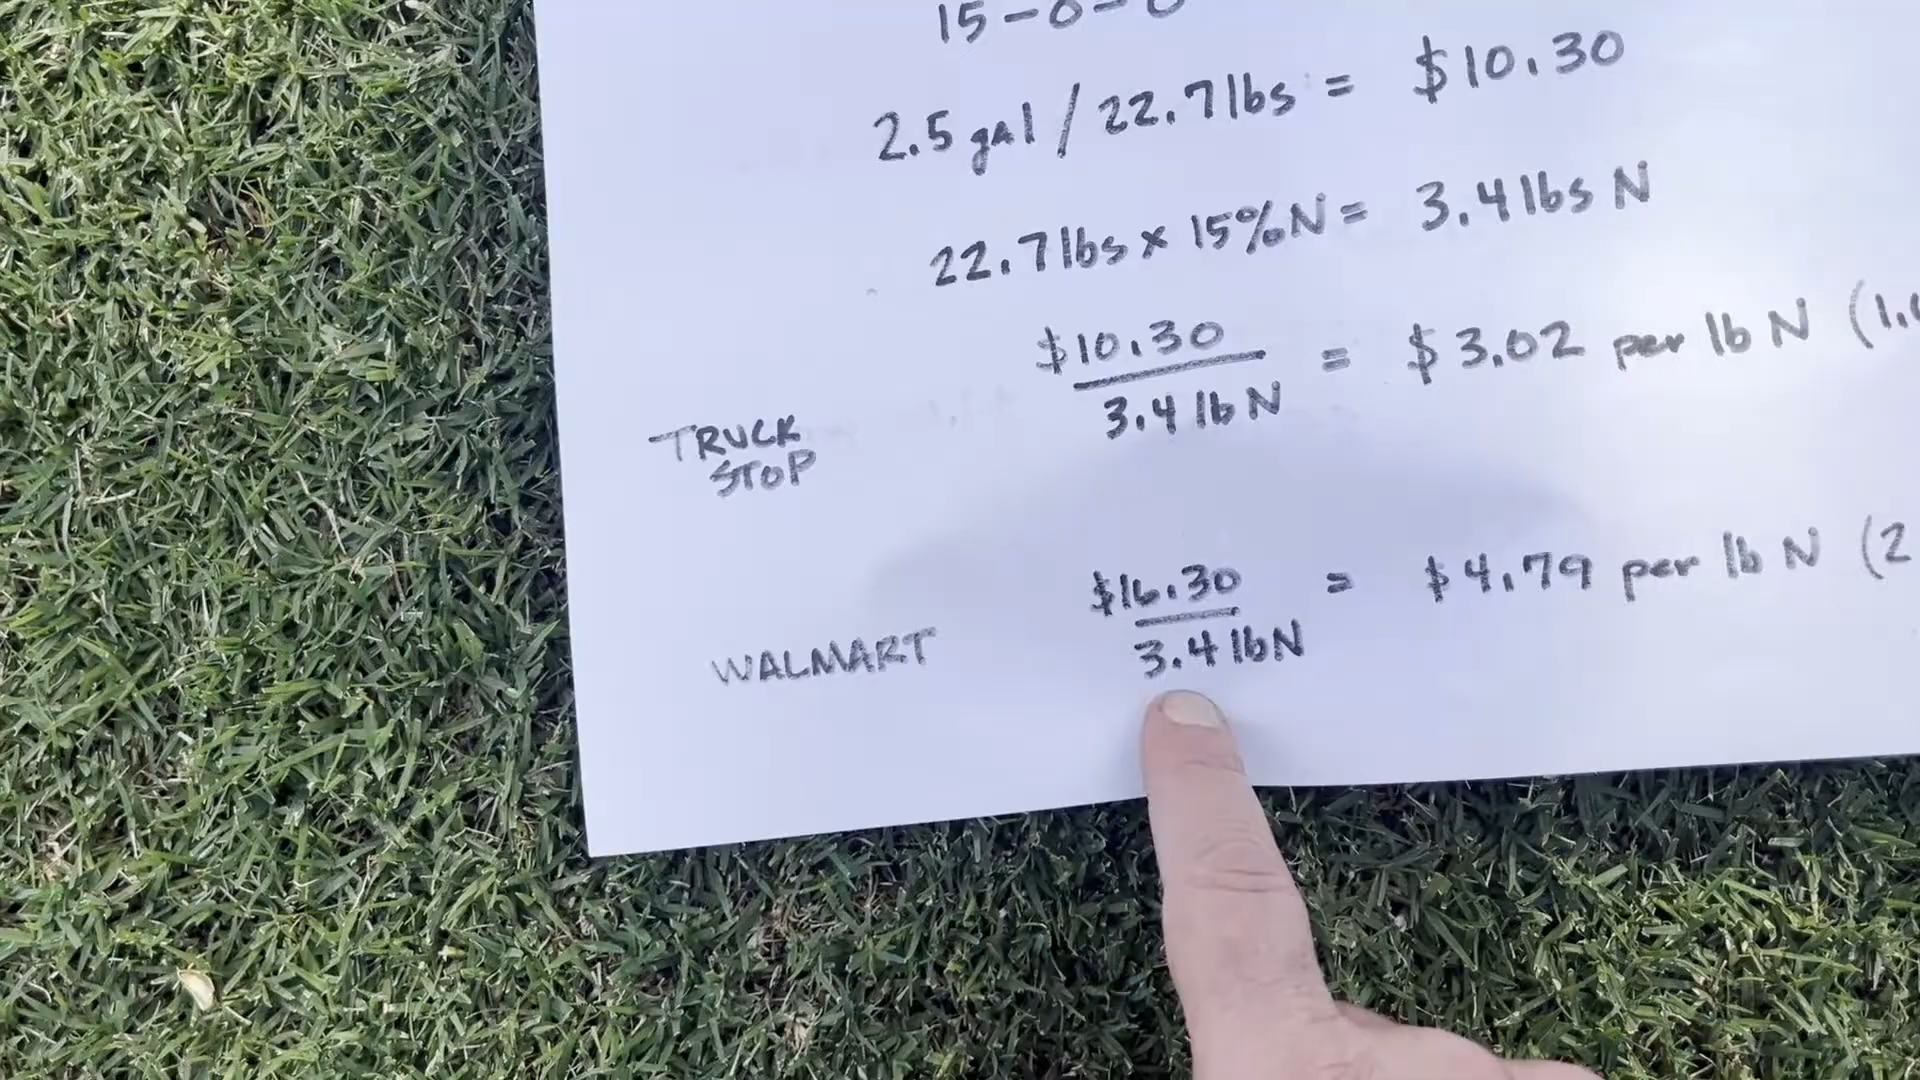 15-0-0
2.5 gal / 22.7 lbs = $10.30
22.7 lbs x 15% N = 3.4 lbs N
$10.30
= $3.02 per lb N (1.
3.4 lb N
TRUCK
STOP
$16.30
= $4.79 per lb N (2
3.4 lb N
WALMART